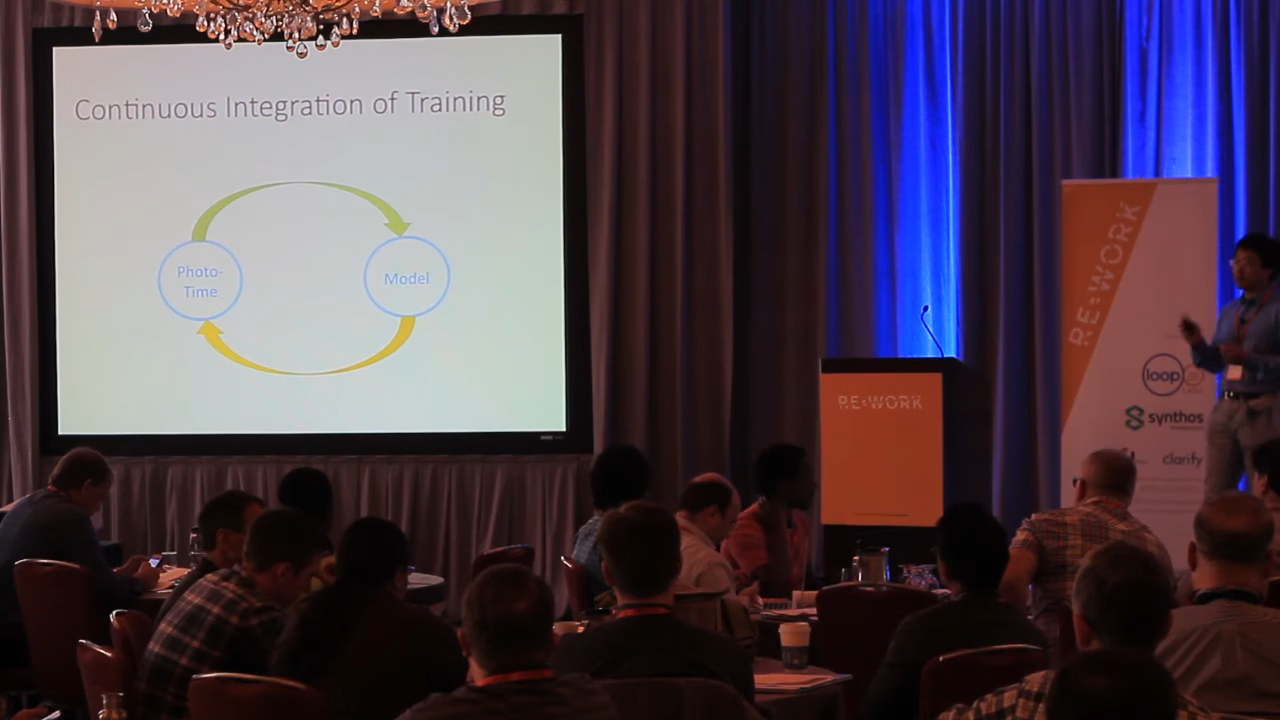 Continuous Integration of Training
Photo-
Time
Model
RE•WORK
RE•WORK
loop
synthos
clarify